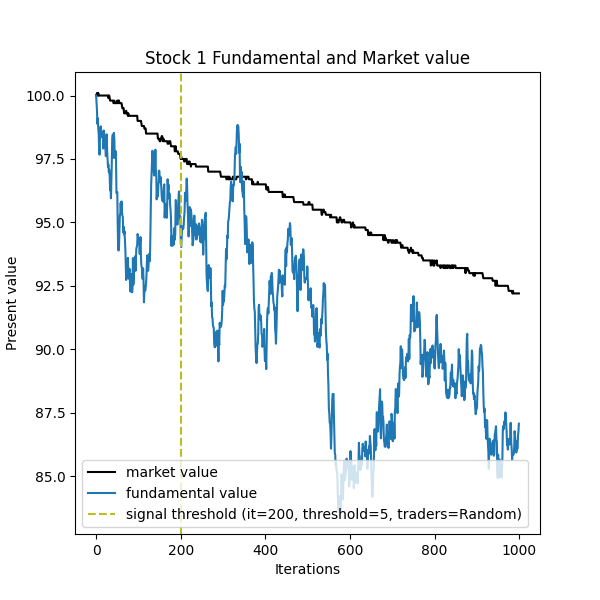 Stock 1 Fundamental and Market value
100.0
97.5
95.0
92.5
90.0
87.5
85.0
Present value
market value
fundamental value
signal threshold (it=200, threshold=5, traders=Random)
0 200 400 600 800 1000
Iterations